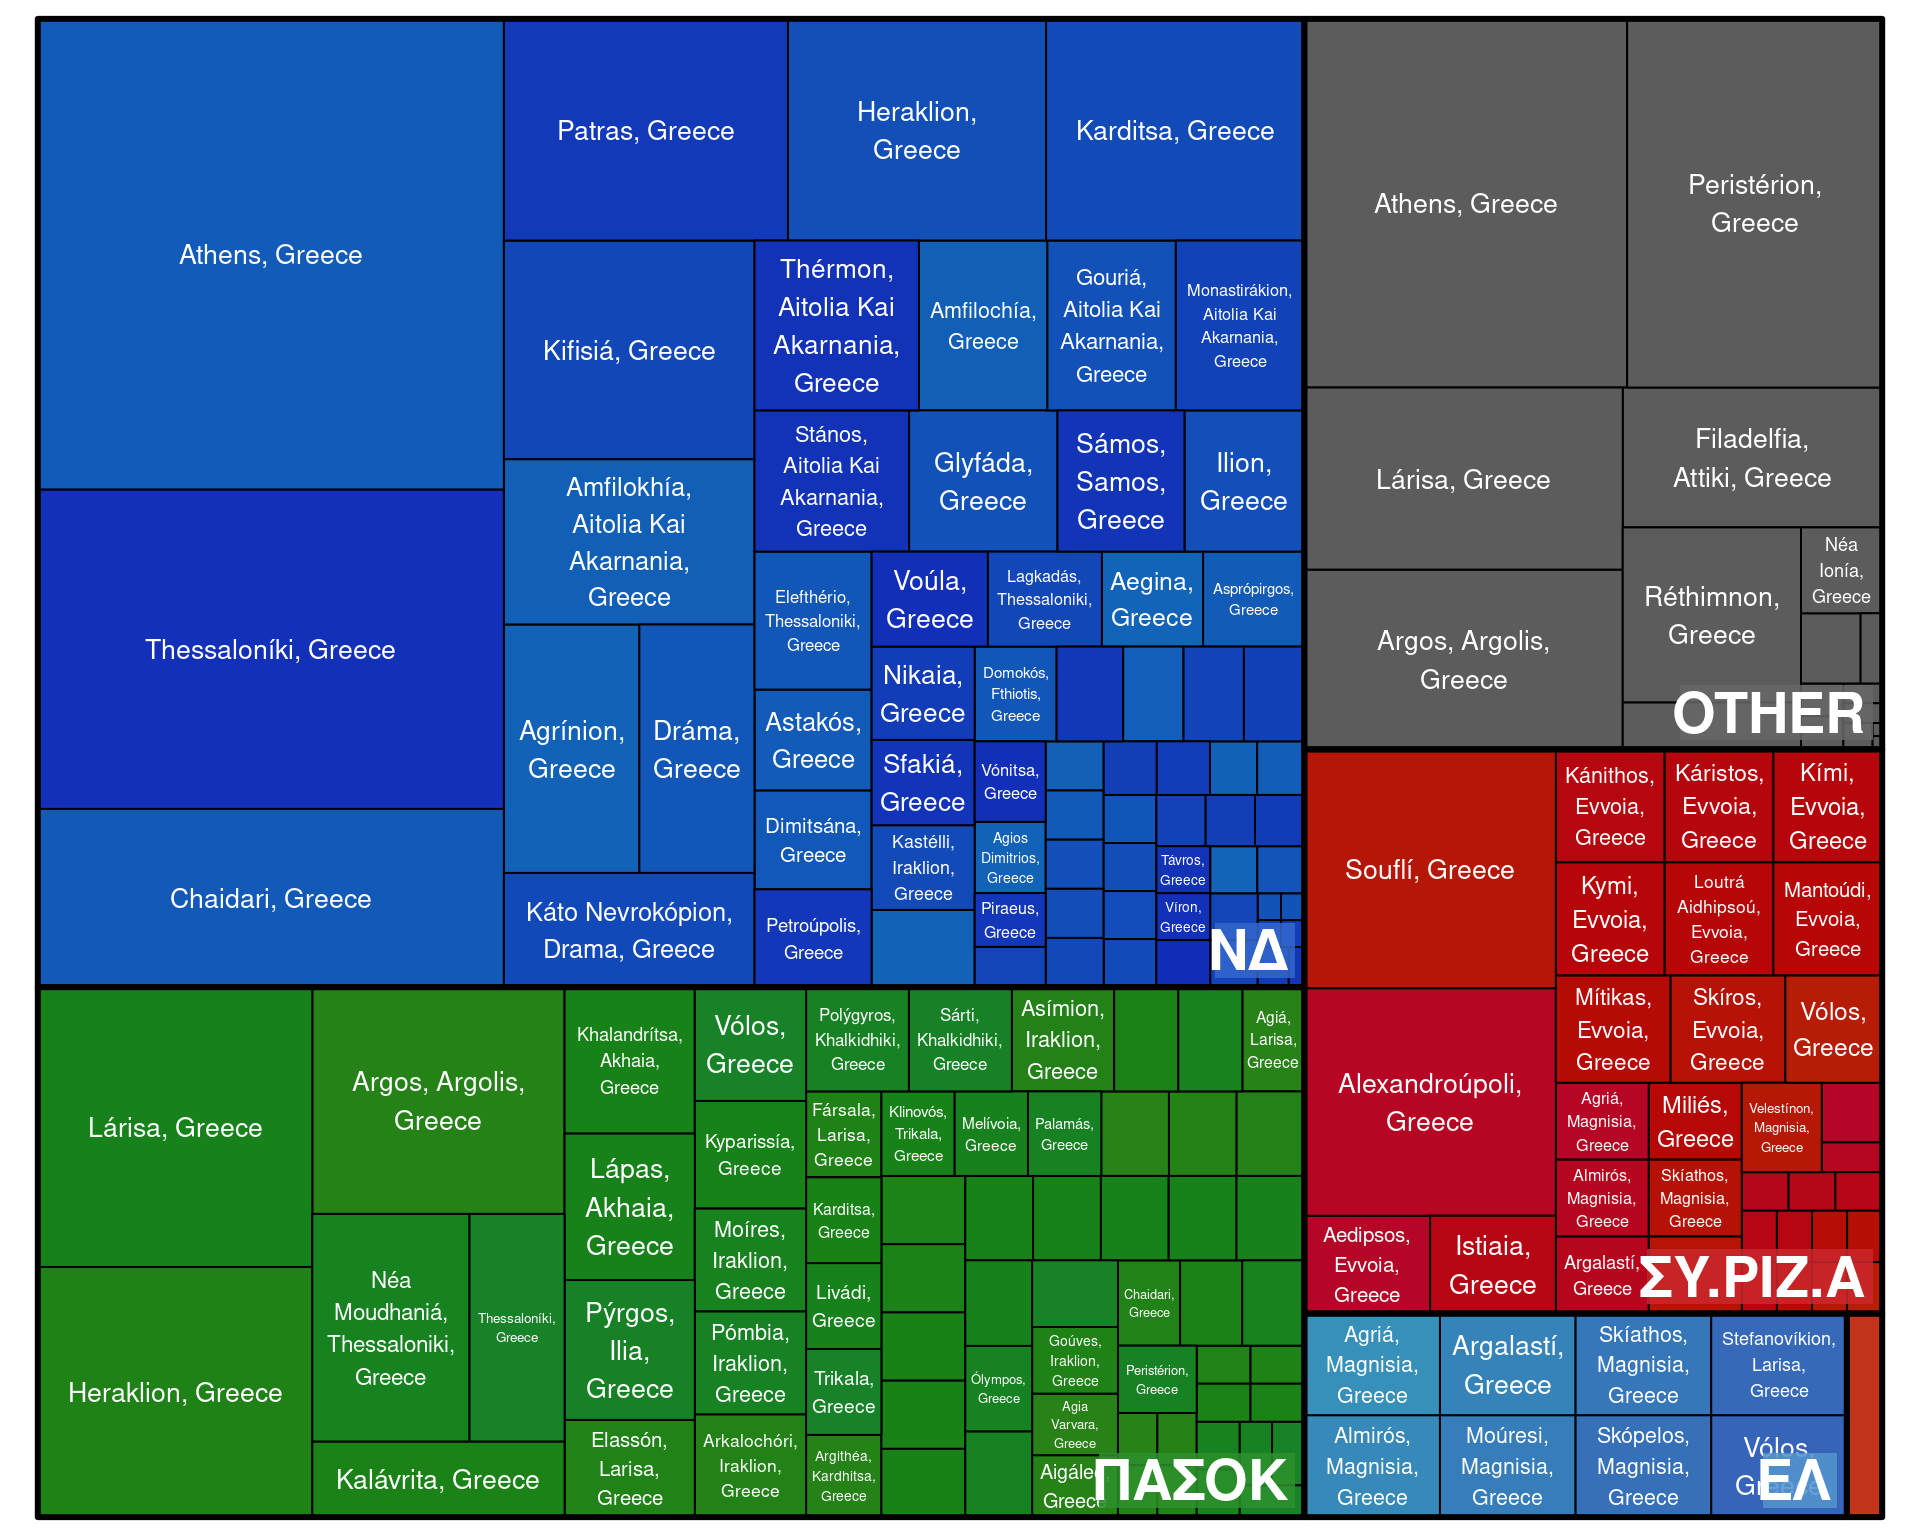 Athens, Greece
Thessaloníki, Greece
Chaidari, Greece
Patras, Greece
Heraklion,
Greece
Karditsa, Greece
Kifisiá, Greece
Thérmon,
Aitolia Kai
Akarnania,
Greece
Amfilochía,
Greece
Gouriá,
Aitolia Kai
Akarnania,
Greece
Monastirákion,
Aitolia Kai
Akarnania,
Greece
Stános,
Aitolia Kai
Akarnania,
Greece
Glyfáda,
Greece
Sámos,
Samos,
Greece
Ilion,
Greece
Amfilokhía,
Aitolia Kai
Akarnania,
Greece
Agrínion,
Greece
Dráma,
Greece
Káto Nevrokópion,
Drama, Greece
Elefthério,
Thessaloniki,
Greece
Astakós,
Greece
Dimitsána,
Greece
Petroúpolis,
Greece
Voúla,
Greece
Lagkadás,
Thessaloniki,
Greece
Aegina,
Greece
Asprópirgos,
Greece
Nikaia,
Greece
Domokós,
Fthiotis,
Greece
Sfakiá,
Greece
Vónitsa,
Greece
Kastélli,
Iraklion,
Greece
Agios
Dimitrios,
Greece
Piraeus,
Greece
Távros,
Greece
Víron,
Greece
ΝΔ
Athens, Greece
Peristérion,
Greece
Lárisa, Greece
Filadelfia,
Attiki, Greece
Argos, Argolis,
Greece
Réthimnon,
Greece
Néa
Ionía,
Greece
OTHER
Souflí, Greece
Alexandroúpoli,
Greece
Aedipsos,
Evvoia,
Greece
Istiaia,
Greece
Kánithos,
Evvoia,
Greece
Káristos,
Evvoia,
Greece
Kími,
Evvoia,
Greece
Kymi,
Evvoia,
Greece
Loutrá
Aidhipsoú,
Evvoia,
Greece
Mantoúdi,
Evvoia,
Greece
Mítikas,
Evvoia,
Greece
Skíros,
Evvoia,
Greece
Vólos,
Greece
Agriá,
Magnisia,
Greece
Miliés,
Greece
Velestínon,
Magnisia,
Greece
Almirós,
Magnisia,
Greece
Skíathos,
Magnisia,
Greece
Argalastí,
Greece
ΣΥ.ΡΙΖ.Α
Lárisa, Greece
Heraklion, Greece
Argos, Argolis,
Greece
Néa
Moudhaniá,
Thessaloniki,
Greece
Thessaloníki,
Greece
Kalávrita, Greece
Khalandrítsa,
Akhaia,
Greece
Lápas,
Akhaia,
Greece
Pýrgos,
Ilia,
Greece
Elassón,
Larisa,
Greece
Vólos,
Greece
Kyparissía,
Greece
Moíres,
Iraklion,
Greece
Pómbia,
Iraklion,
Greece
Arkalochóri,
Iraklion,
Greece
Polýgyros,
Khalkidhiki,
Greece
Sárti,
Khalkidhiki,
Greece
Asímion,
Iraklion,
Greece
Agiá,
Larisa,
Greece
Fársala,
Larisa,
Greece
Klinovós,
Trikala,
Greece
Melívoia,
Greece
Palamás,
Greece
Karditsa,
Greece
Livádi,
Greece
Trikala,
Greece
Argithéa,
Kardhitsa,
Greece
Ólympos,
Greece
Chaidari,
Greece
Goúves,
Iraklion,
Greece
Peristérion,
Greece
Agia
Varvara,
Greece
Greece
ΠΑΣΟΚ
Agriá,
Magnisia,
Greece
Argalastí,
Greece
Skíathos,
Magnisia,
Greece
Stefanovíkion,
Larisa,
Greece
Almirós,
Magnisia,
Greece
Moúresi,
Magnisia,
Greece
Skópelos,
Magnisia,
Greece
Vólos,
ΕΛ